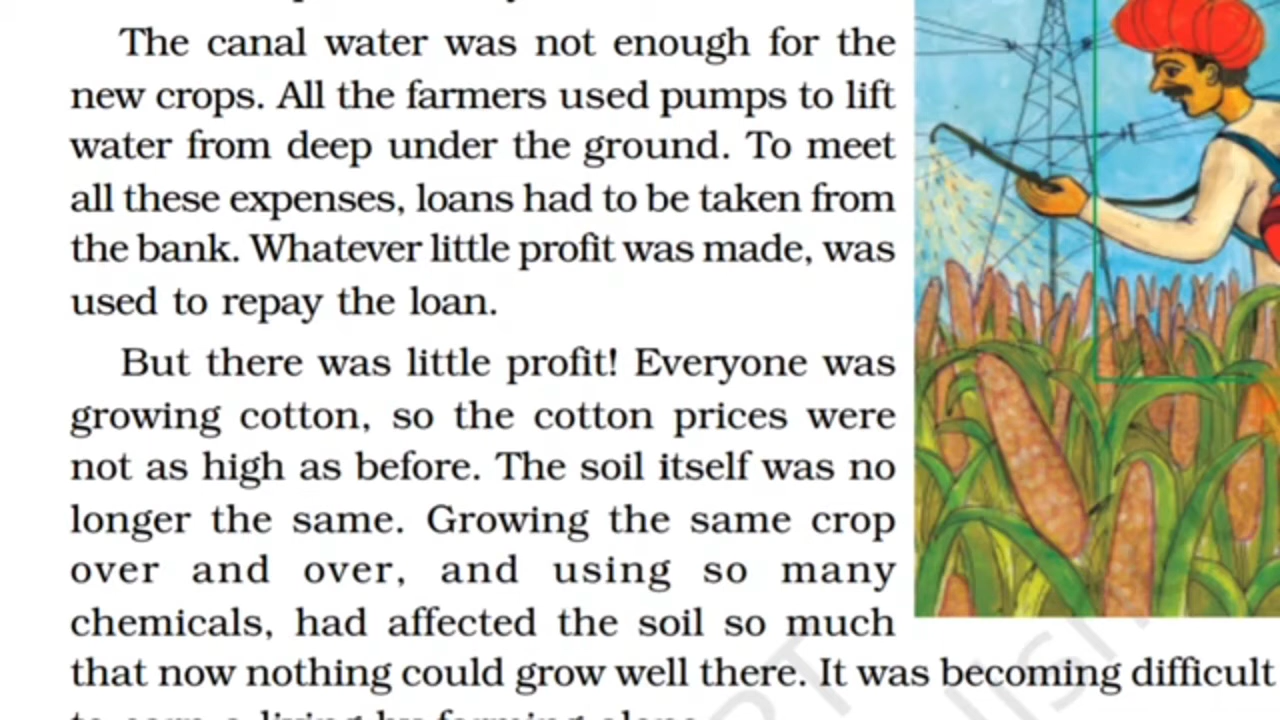 The canal water was not enough for the
new crops. All the farmers used pumps to lift
water from deep under the ground. To meet
all these expenses, loans had to be taken from
the bank. Whatever little profit was made, was
used to repay the loan.
But there was little profit! Everyone was
growing cotton, so the cotton prices were
not as high as before. The soil itself was no
longer the same. Growing the same crop
over and over, and using so many
chemicals, had affected the soil so much
that now nothing could grow well there. It was becoming difficult